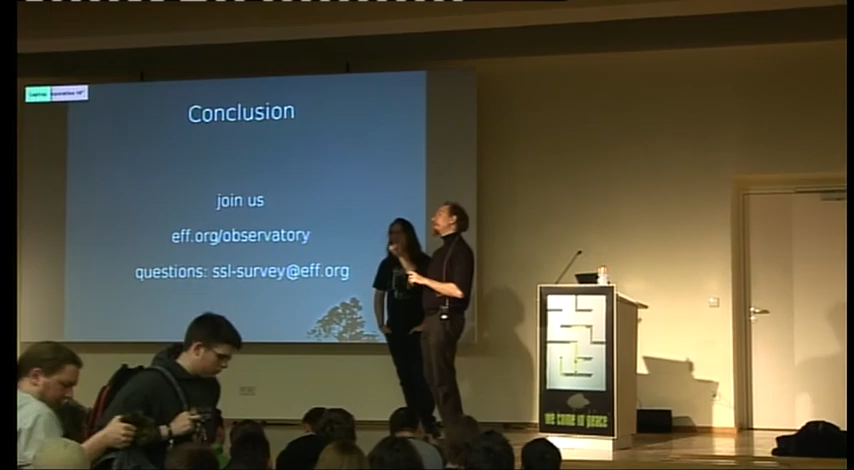 Conclusion
join us
eff.org/observatory
questions: ssl-survey@eff.org
we come in peace